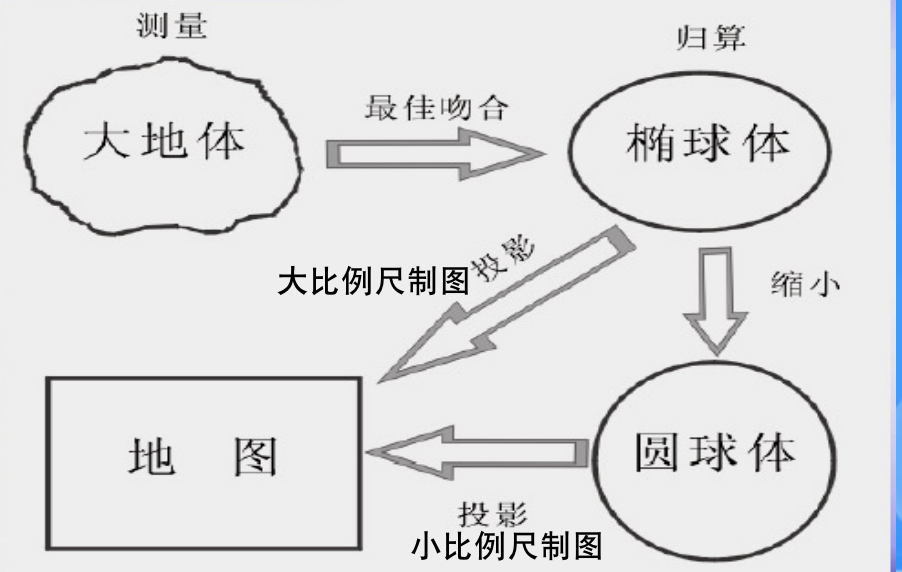 测量
归算
最佳吻合
大地体
椭球体
投影
大比例尺制图
缩小
地 图
圆球体
投影
小比例尺制图